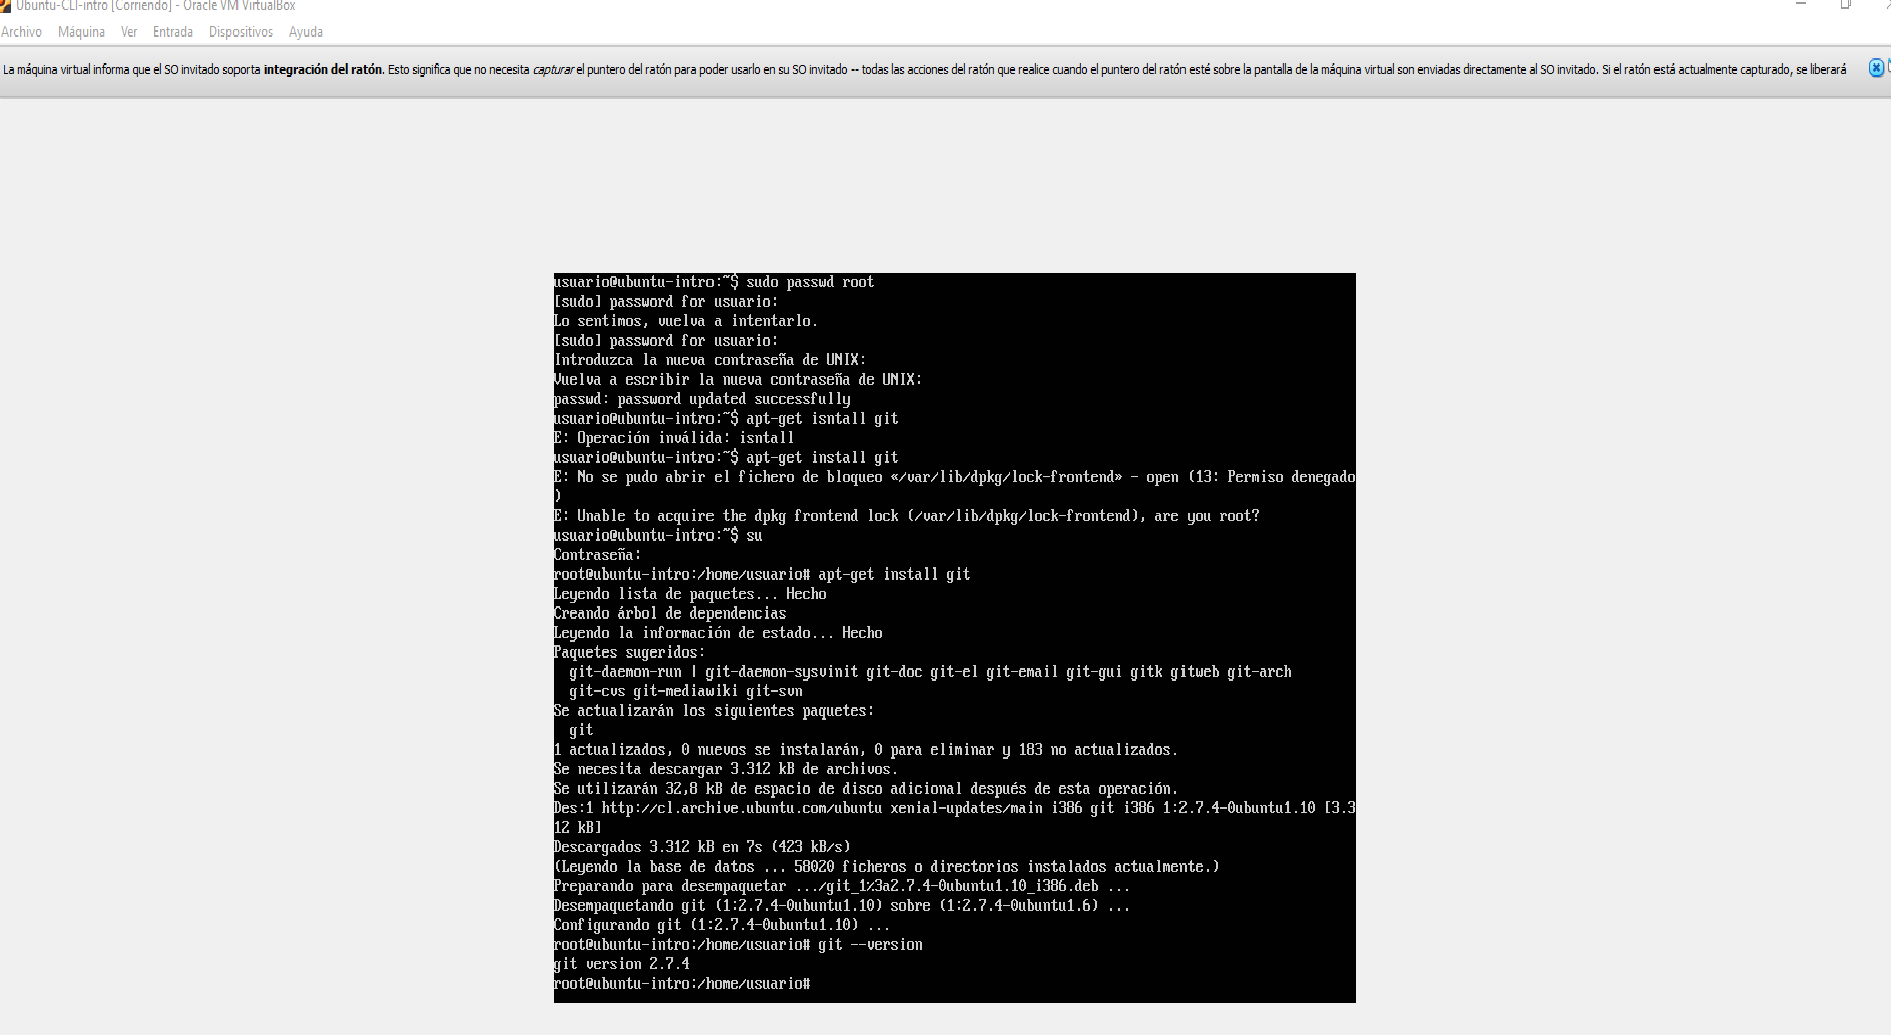 Ubuntu-CLI-intro [Corriendo] - Oracle VM VirtualBox
Archivo Máquina Ver Entrada Dispositivos Ayuda
La máquina virtual informa que el SO invitado soporta integración del ratón. Esto significa que no necesita capturar el puntero del ratón para poder usarlo en su SO invitado -- todas las acciones del ratón que realice cuando el puntero del ratón esté sobre la pantalla de la máquina virtual son enviadas directamente al SO invitado. Si el ratón está actualmente capturado, se liberará
usuario@ubuntu-intro:~$ sudo passwd root
[sudo] password for usuario:
Lo sentimos, vuelva a intentarlo.
[sudo] password for usuario:
Introduzca la nueva contraseña de UNIX:
Vuelva a escribir la nueva contraseña de UNIX:
passwd: password updated successfully
usuario@ubuntu-intro:~$ apt-get isntall git
E: Operación inválida: isntall
usuario@ubuntu-intro:~$ apt-get install git
E: No se pudo abrir el fichero de bloqueo «/var/lib/dpkg/lock-frontend» - open (13: Permiso denegado
)
E: Unable to acquire the dpkg frontend lock (/var/lib/dpkg/lock-frontend), are you root?
usuario@ubuntu-intro:~$ su
Contraseña:
root@ubuntu-intro:/home/usuario# apt-get install git
Leyendo lista de paquetes... Hecho
Creando árbol de dependencias
Leyendo la información de estado... Hecho
Paquetes sugeridos:
git-daemon-run | git-daemon-sysvinit git-doc git-el git-email git-gui gitk gitweb git-arch
git-cvs git-mediawiki git-svn
Se actualizarán los siguientes paquetes:
git
1 actualizados, 0 nuevos se instalarán, 0 para eliminar y 183 no actualizados.
Se necesita descargar 3.312 kB de archivos.
Se utilizarán 32,8 kB de espacio de disco adicional después de esta operación.
Des:1 http://cl.archive.ubuntu.com/ubuntu xenial-updates/main i386 git i386 1:2.7.4-0ubuntu1.10 [3.3
12 kB]
Descargados 3.312 kB en 7s (423 kB/s)
(Leyendo la base de datos ... 58020 ficheros o directorios instalados actualmente.)
Preparando para desempaquetar .../git_1%3a2.7.4-0ubuntu1.10_i386.deb ...
Desempaquetando git (1:2.7.4-0ubuntu1.10) sobre (1:2.7.4-0ubuntu1.6) ...
Configurando git (1:2.7.4-0ubuntu1.10) ...
root@ubuntu-intro:/home/usuario# git --version
git version 2.7.4
root@ubuntu-intro:/home/usuario#